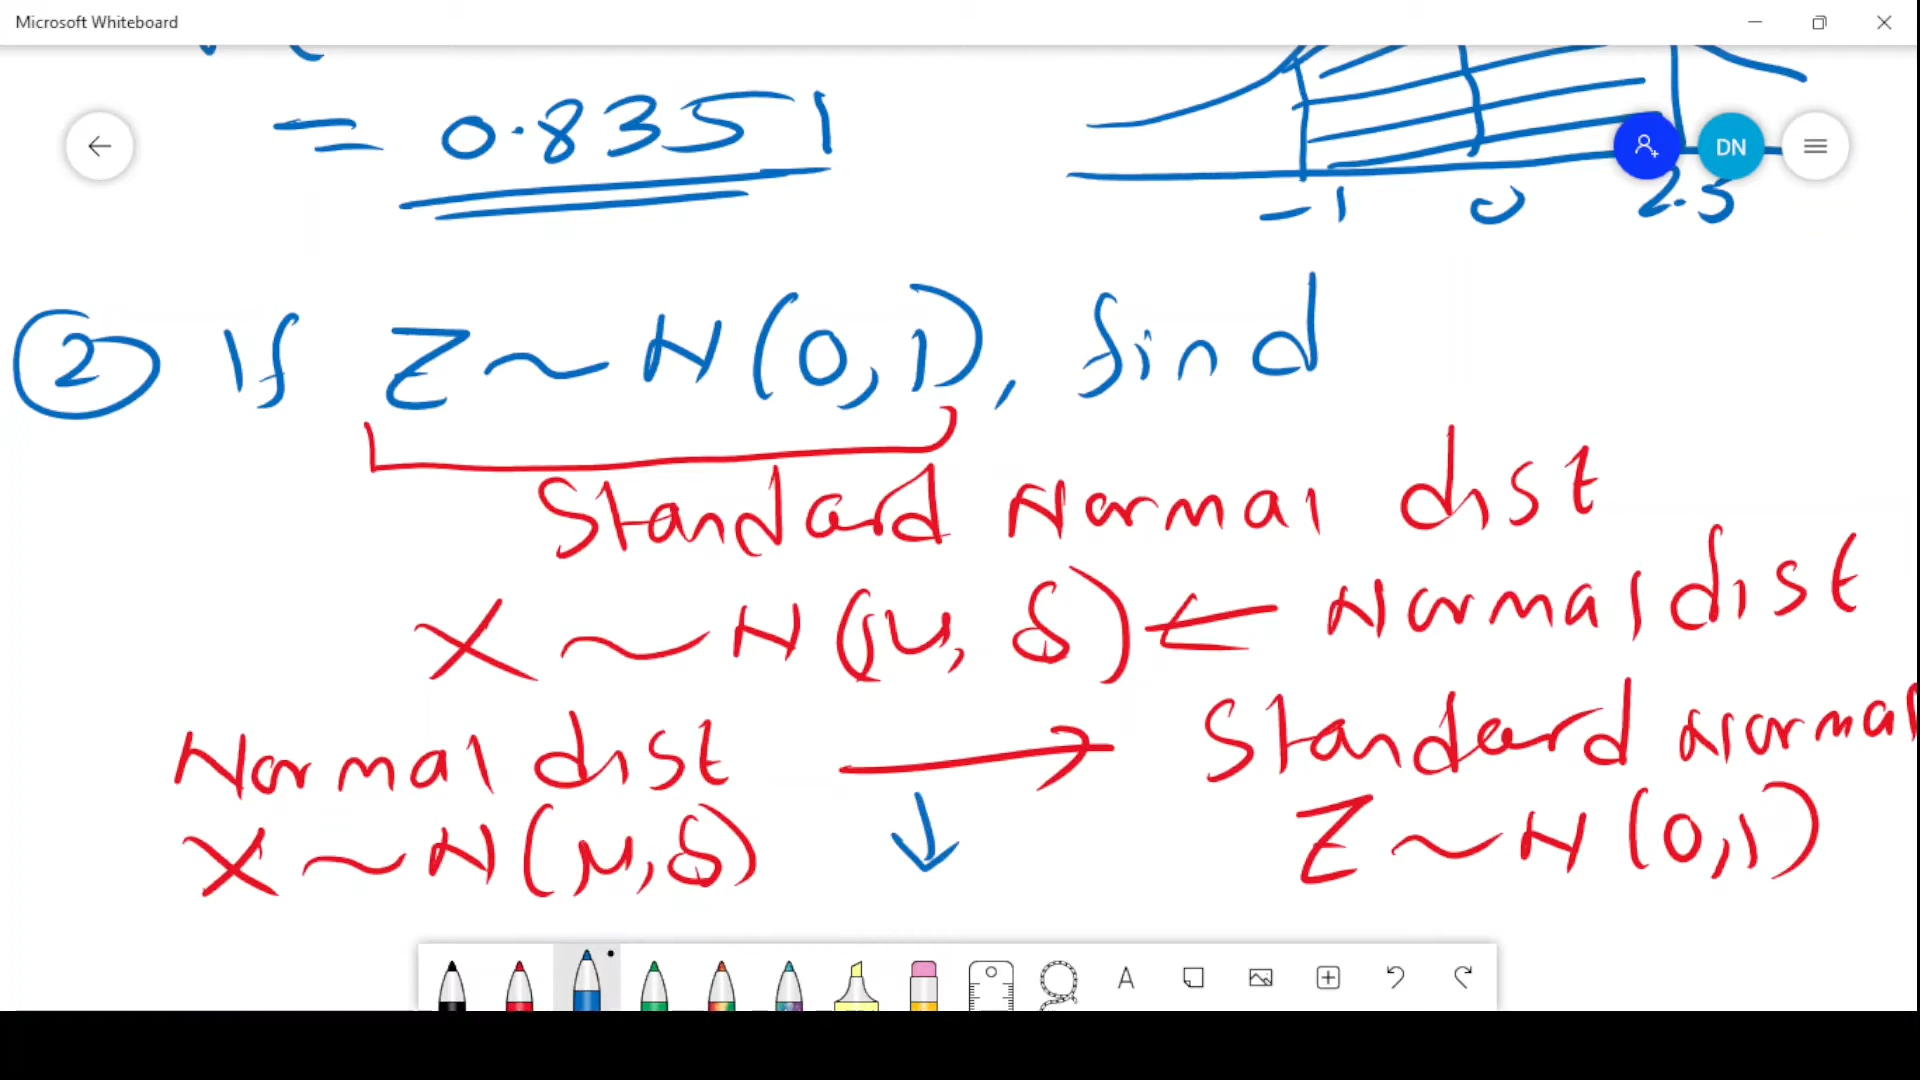 Microsoft Whiteboard
= 0.8351
-1 0 2.5
DN
② If Z ~ N(0,1), find
Standard Normal dist
X ~ N(μ, δ) ← Normal dist
Normal dist → Standard Normal
X ~ N(μ, δ) ↓ Z ~ N(0,1)
A